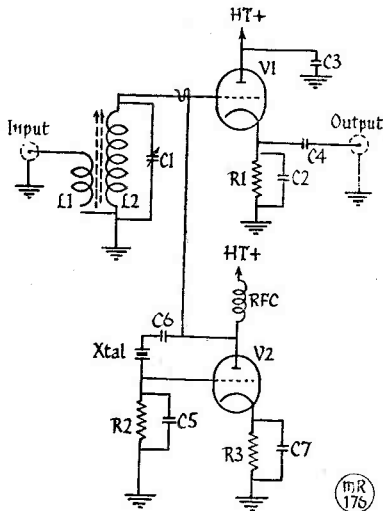 HT+
V1
C3
Input
Output
C1
C4
L1
L2
R1
C2
HT+
RFC
C6
Xtal
V2
R2
C5
R3
C7
MR
176